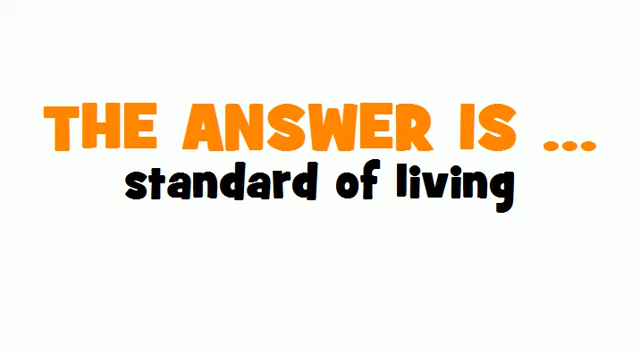 THE ANSWER IS ...
standard of living